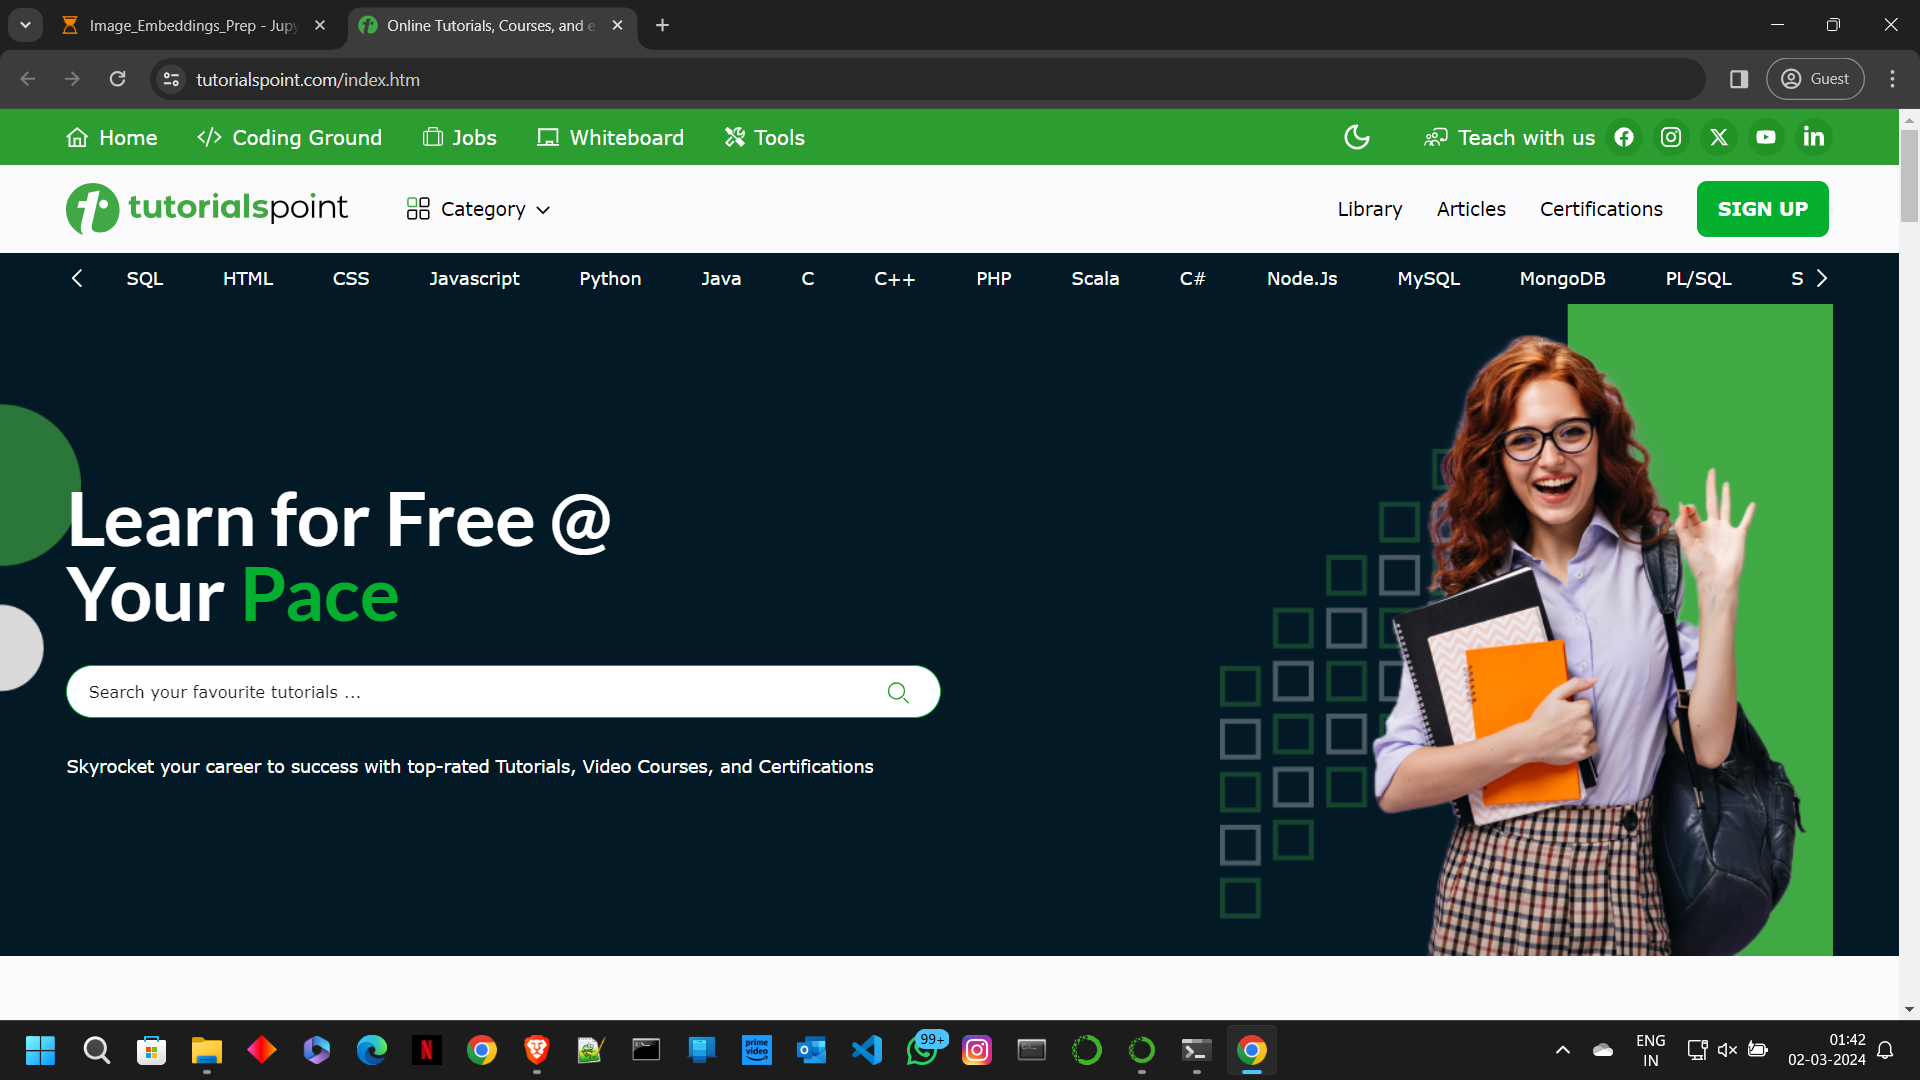 Image_Embeddings_Prep - Jupy
Online Tutorials, Courses, and e
tutorialspoint.com/index.htm
Guest
Home
Coding Ground
Jobs
Whiteboard
Tools
Teach with us
tutorialspoint
Category
Library
Articles
Certifications
SIGN UP
SQL
HTML
CSS
Javascript
Python
Java
C
C++
PHP
Scala
C#
Node.Js
MySQL
MongoDB
PL/SQL
S
Learn for Free @
Your Pace
Search your favourite tutorials ...
Skyrocket your career to success with top-rated Tutorials, Video Courses, and Certifications
prime video
99+
ENG
IN
01:42
02-03-2024